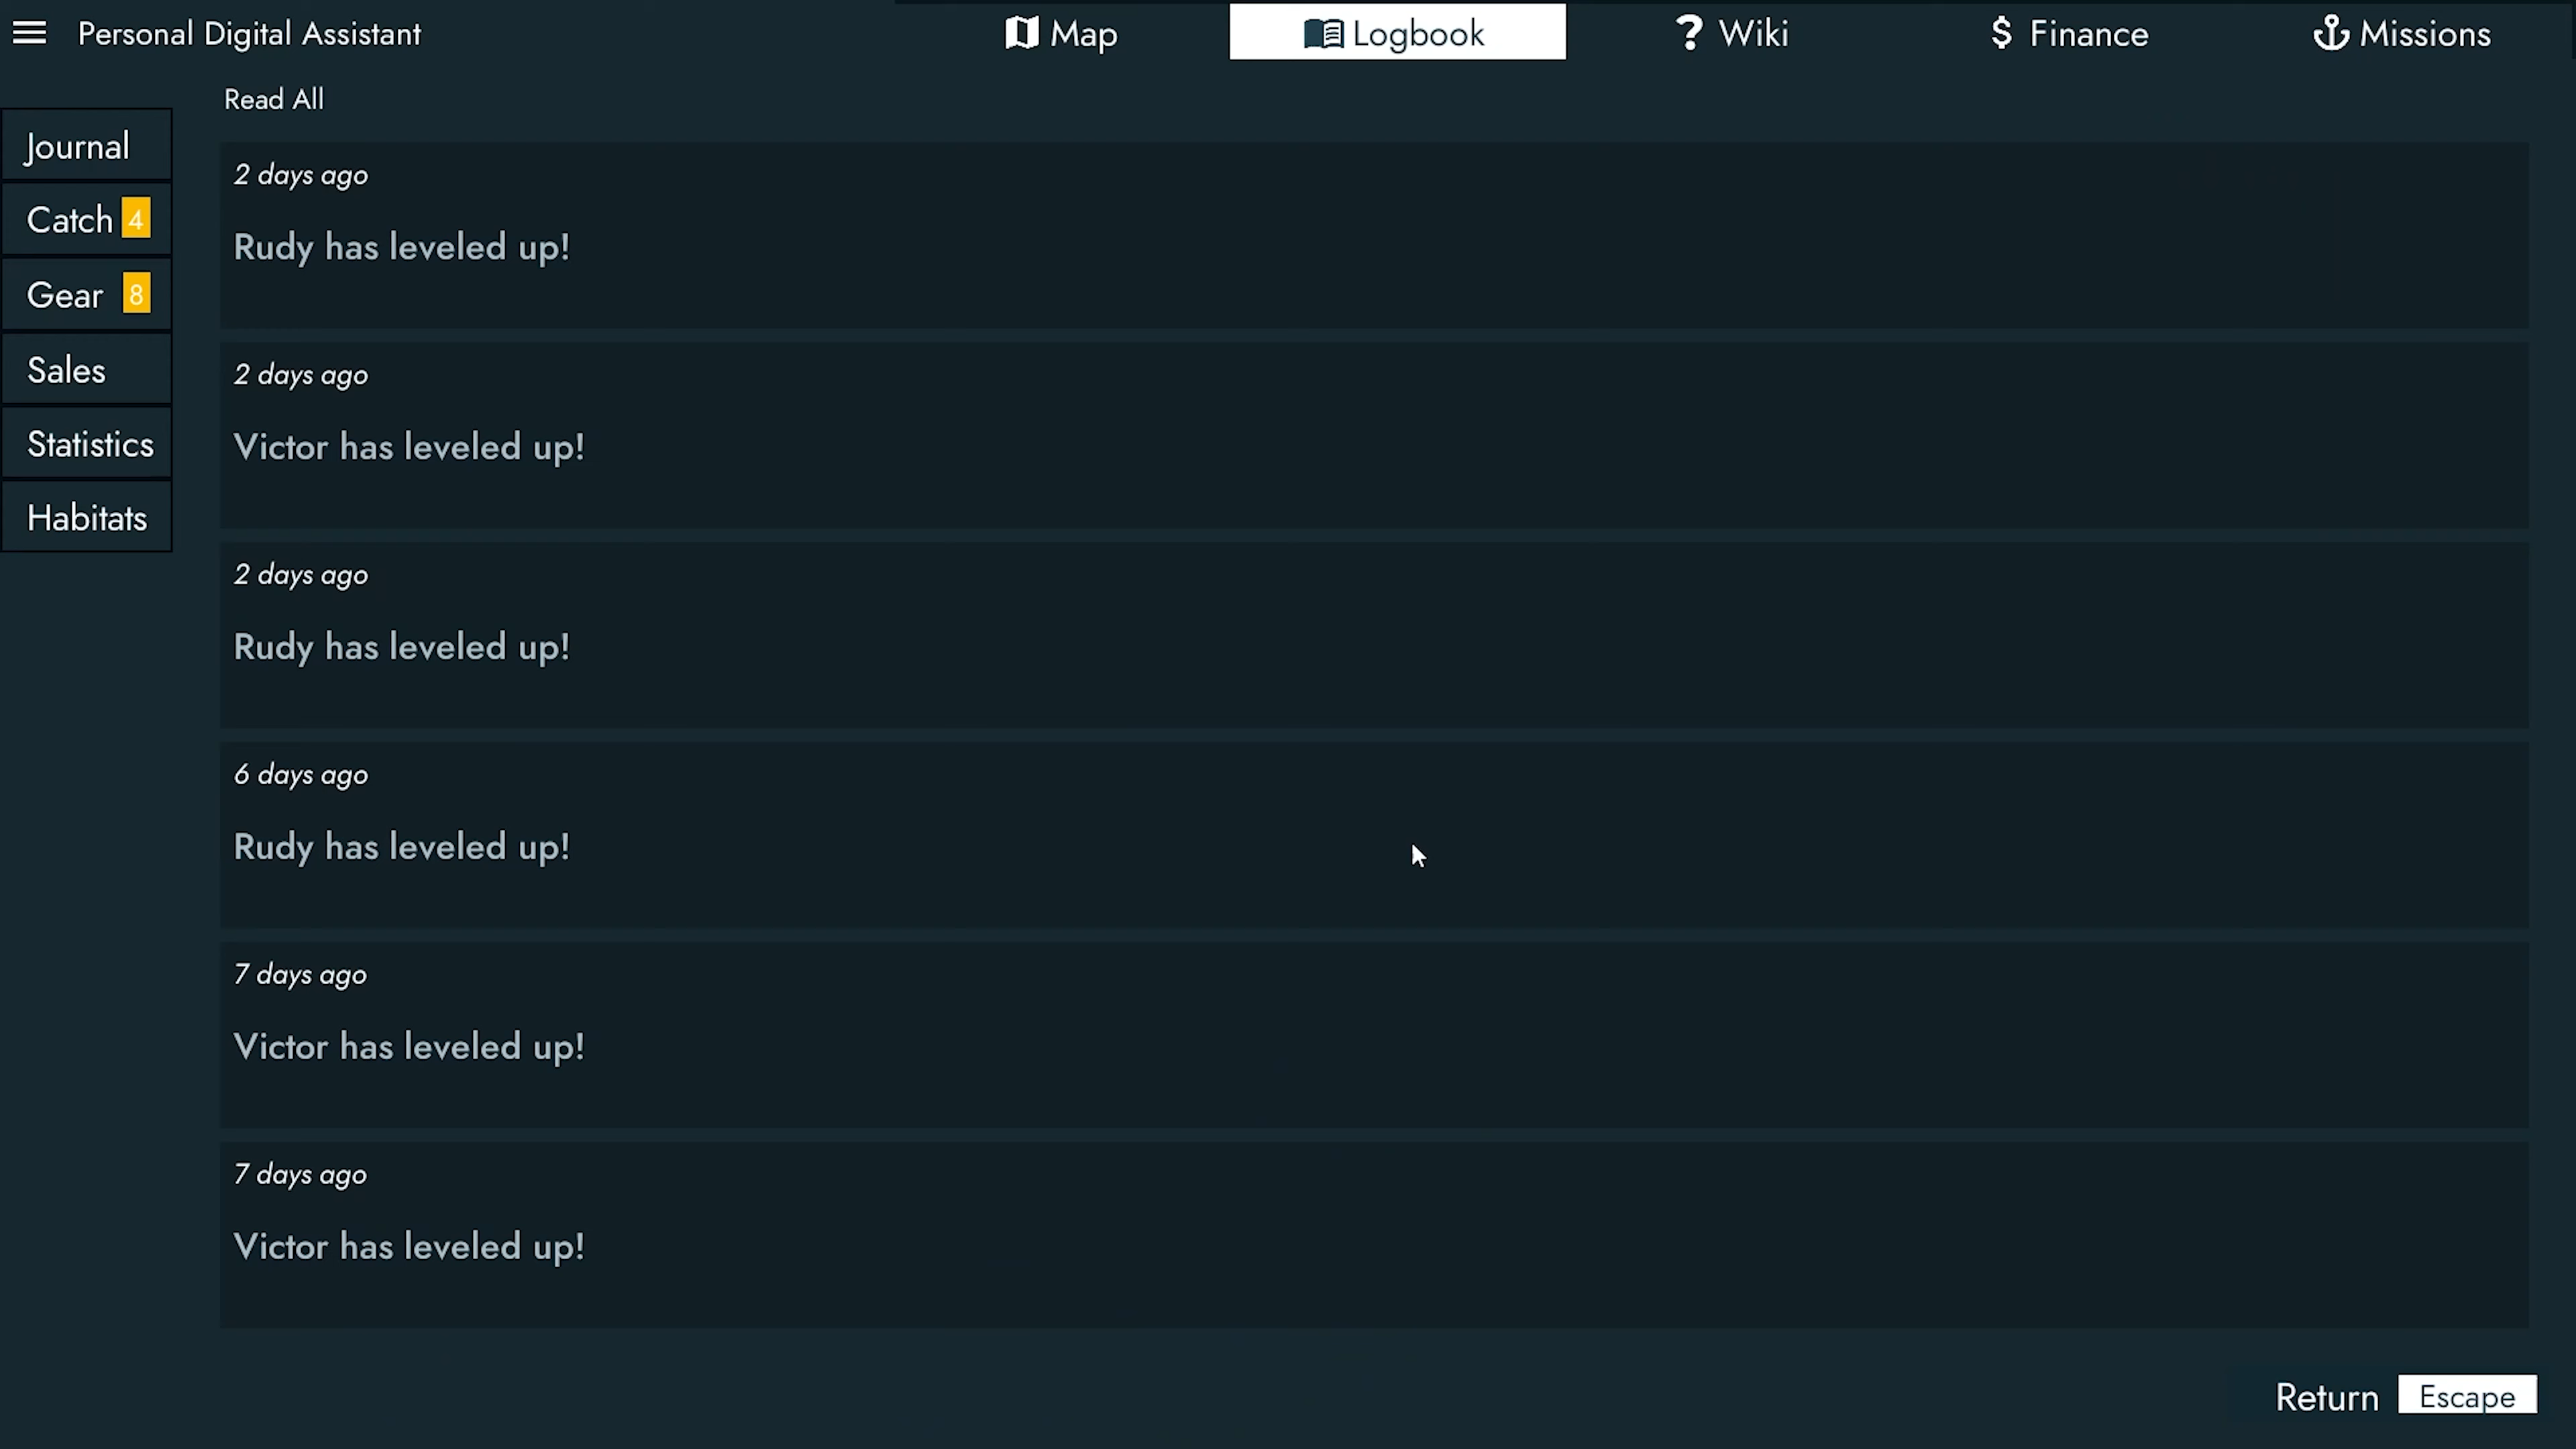 Personal Digital Assistant
Map
Logbook
? Wiki
$ Finance
Missions
Read All
Journal
Catch 4
Gear 8
Sales
Statistics
Habitats
2 days ago
Rudy has leveled up!
2 days ago
Victor has leveled up!
2 days ago
Rudy has leveled up!
6 days ago
Rudy has leveled up!
7 days ago
Victor has leveled up!
7 days ago
Victor has leveled up!
Return Escape